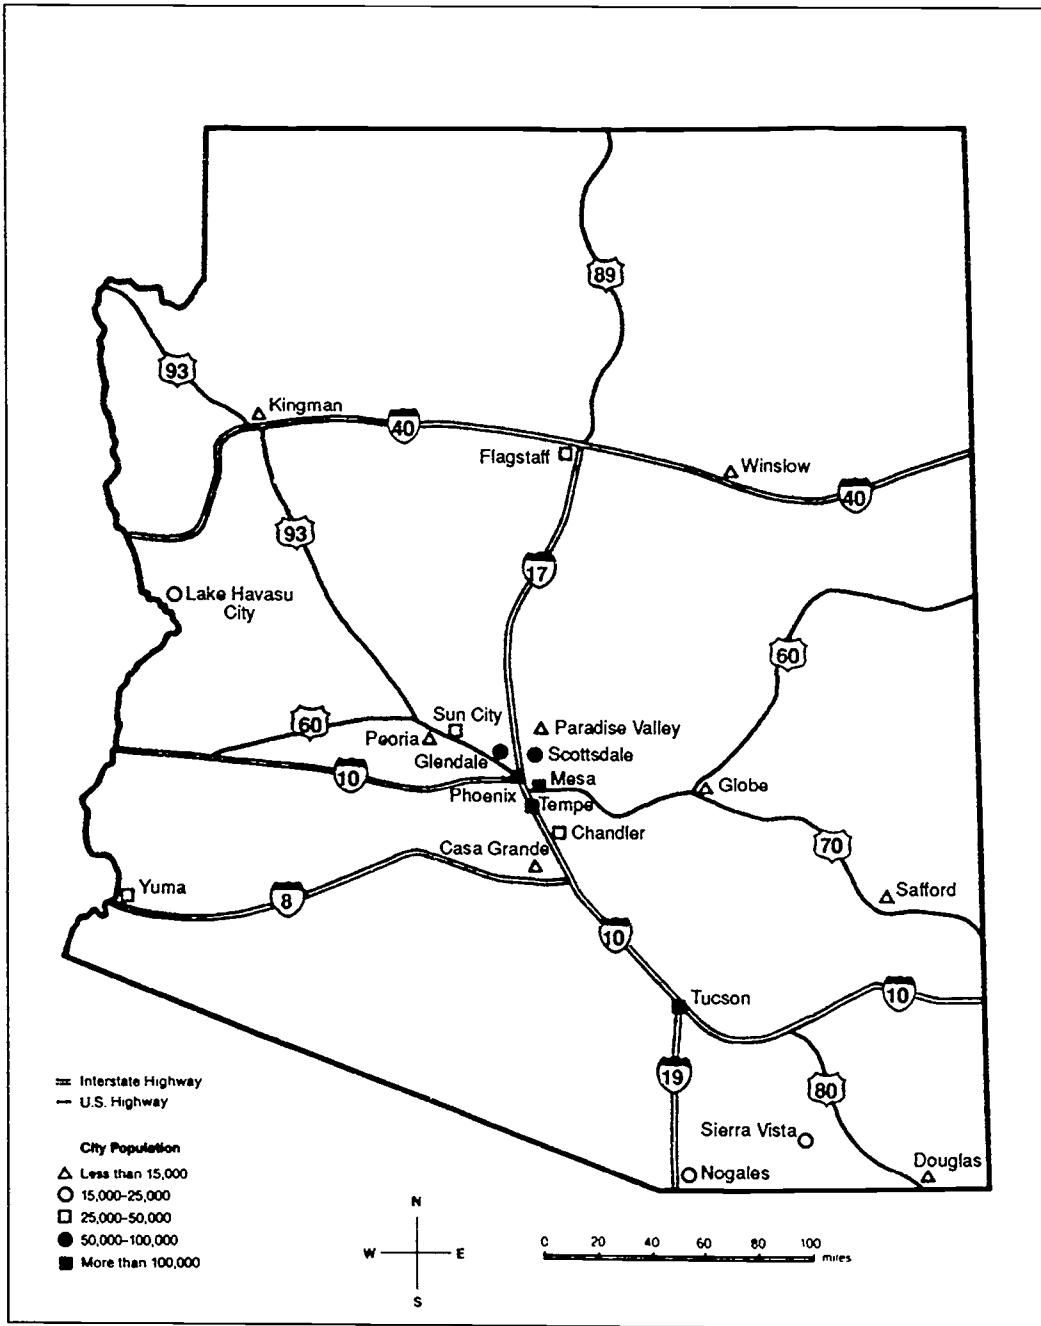 89
93
Kingman
40
Flagstaff
Winslow
40
93
17
Lake Havasu
City
60
Sun City
60
Paradise Valley
Peoria
Glendale
Scottsdale
10
Mesa
Phoenix
Tempe
Globe
Chandler
Casa Grande
70
Yuma
Safford
8
10
Tucson
10
19
80
Sierra Vista
Nogales
Douglas
Interstate Highway
U.S. Highway
City Population
Less than 15,000
15,000–25,000
25,000–50,000
50,000–100,000
More than 100,000
N
W E
S
0 20 40 60 80 100
miles